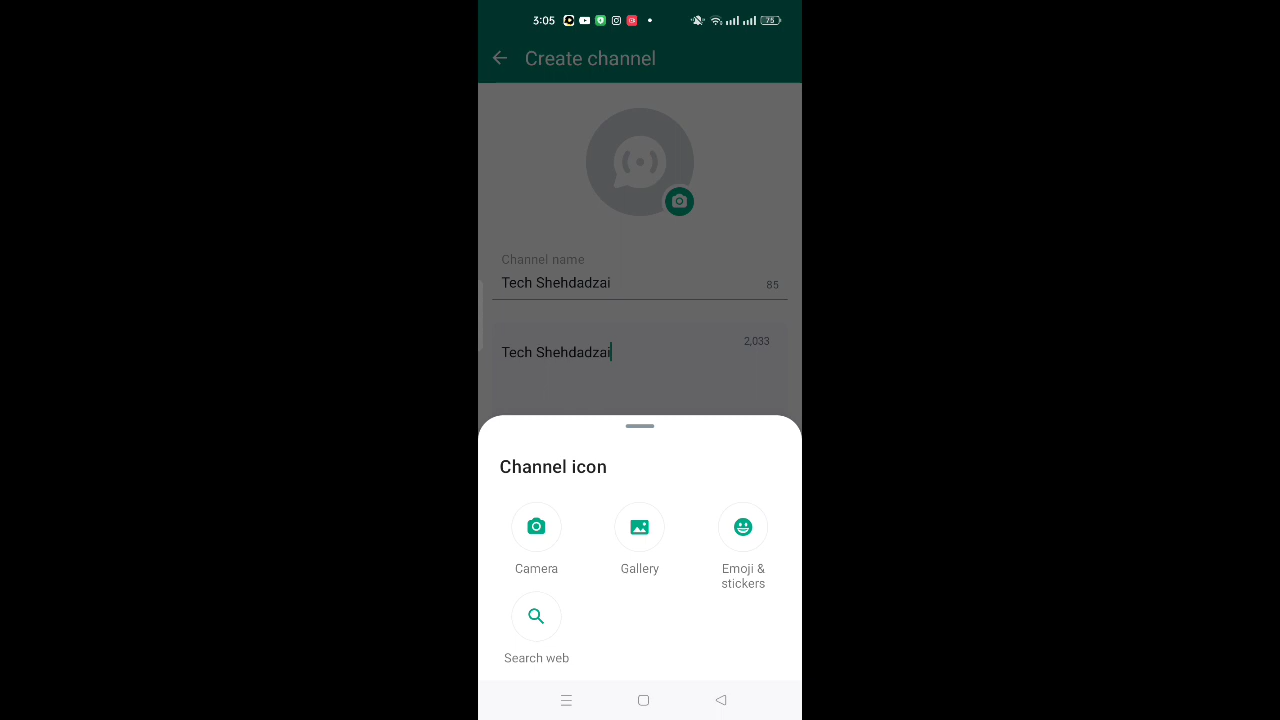 3:05
75
Create channel
Channel name
Tech Shehdadzai
85
2,033
Tech Shehdadzai
Channel icon
Camera
Gallery
Emoji &
stickers
Search web